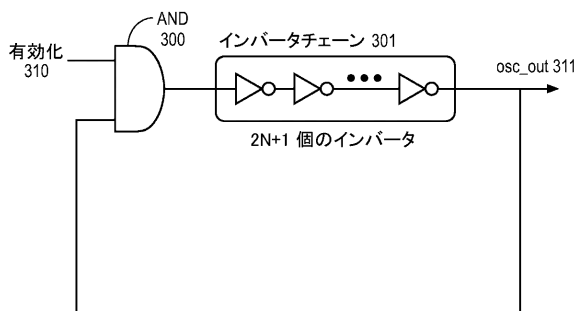 AND
300
有効化
310
インバータチェーン 301
osc_out 311
2N+1 個のインバータ